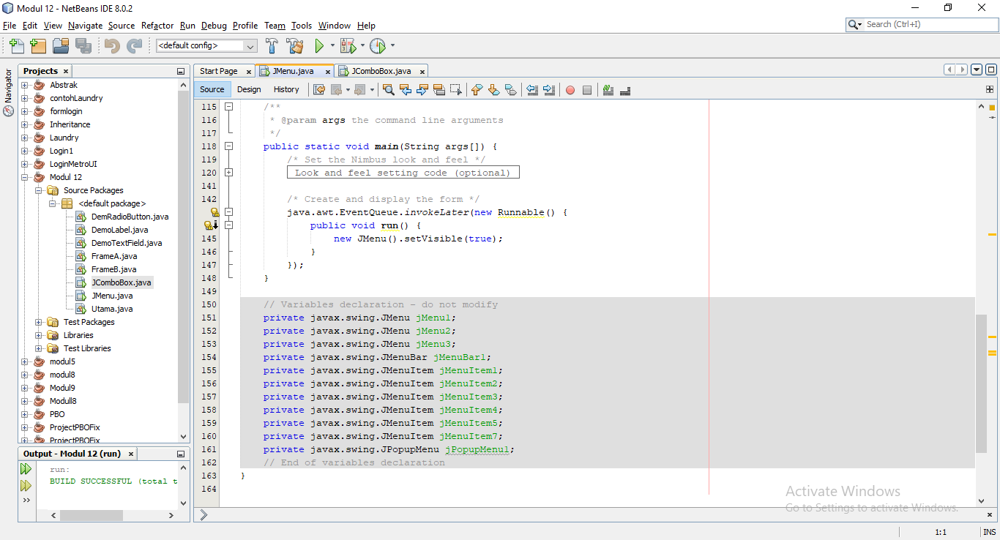 Modul 12 - NetBeans IDE 8.0.2
File Edit View Navigate Source Refactor Run Debug Profile Team Tools Window Help
Search (Ctrl+I)
<default config>
Navigator
Projects
Abstrak
contohLaundry
formlogin
Inheritance
Laundry
Login1
LoginMetroUI
Modul 12
Source Packages
<default package>
DemRadioButton.java
DemoLabel.java
DemoTextField.java
FrameA.java
FrameB.java
JComboBox.java
JMenu.java
Utama.java
Test Packages
Libraries
Test Libraries
modul5
modul8
Modul9
Modull8
PBO
ProjectPBOFix
ProjectPBOFix
Output - Modul 12 (run)
run:
BUILD SUCCESSFUL (total t
Start Page JMenu.java JComboBox.java
Source Design History
115 /**
116 * @param args the command line arguments
117 */
118 public static void main(String args[]) {
119 /* Set the Nimbus look and feel */
120 Look and feel setting code (optional)
141
142 /* Create and display the form */
java.awt.EventQueue.invokeLater(new Runnable() {
public void run() {
145 new JMenu().setVisible(true);
146 }
147 });
148 }
149
150 // Variables declaration - do not modify
151 private javax.swing.JMenu jMenu1;
152 private javax.swing.JMenu jMenu2;
153 private javax.swing.JMenu jMenu3;
154 private javax.swing.JMenuBar jMenuBar1;
155 private javax.swing.JMenuItem jMenuItem1;
156 private javax.swing.JMenuItem jMenuItem2;
157 private javax.swing.JMenuItem jMenuItem3;
158 private javax.swing.JMenuItem jMenuItem4;
159 private javax.swing.JMenuItem jMenuItem5;
160 private javax.swing.JMenuItem jMenuItem7;
161 private javax.swing.JPopupMenu jPopupMenu1;
162 // End of variables declaration
163 }
164
Activate Windows
Go to Settings to activate Windows.
1:1 INS